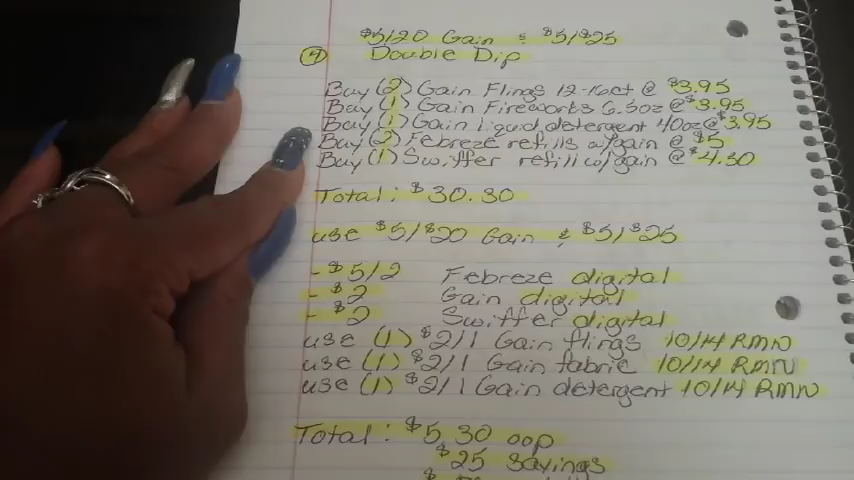 $5/20 Gain & $5/$25
④ Double Dip
Buy (2) Gain Flings 12-16ct @ $3.95
Buy (1) Gain Fireworks 6.5oz @ $3.95
Buy (1) Gain liquid detergent 40oz @ $3.95
Buy (2) Febreze refills w/gain @ $5
Buy (1) Swiffer refill w/gain @ $4.50
Total: $30.30
use $5/$20 Gain & $5/$25
- $5/2 Febreze digital
- $2 Gain digital
- $2 Swiffer digital
use (1) $2/1 Gain flings 10/14 RMN
use (1) $2/1 Gain fabric 10/14 RMN
use (1) $2/1 Gain detergent 10/14 RMN
Total: $5.30 oop
$25 savings